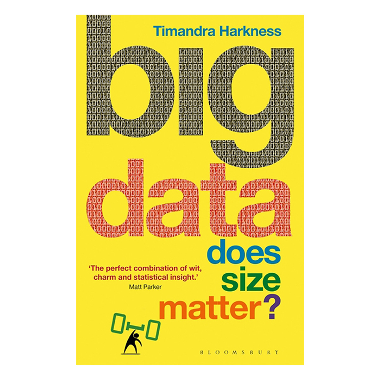 Timandra Harkness
big
data
does
size
matter?
‘The perfect combination of wit,
charm and statistical insight.’
Matt Parker
BLOOMSBURY